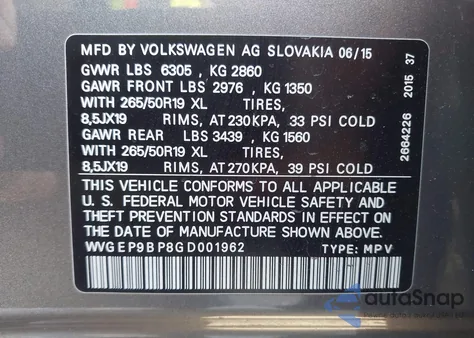 MFD BY VOLKSWAGEN AG SLOVAKIA 06/15
GVWR LBS 6305 , KG 2860
GAWR FRONT LBS 2976 , KG 1350
WITH 265/50R19 XL TIRES,
8,5JX19 RIMS, AT 230KPA, 33 PSI COLD
GAWR REAR LBS 3439 , KG 1560
WITH 265/50R19 XL TIRES,
8,5JX19 RIMS, AT 270KPA, 39 PSI COLD
THIS VEHICLE CONFORMS TO ALL APPLICABLE
U. S. FEDERAL MOTOR VEHICLE SAFETY AND
THEFT PREVENTION STANDARDS IN EFFECT ON
THE DATE OF MANUFACTURE SHOWN ABOVE.
WVGEP9BP8GD001962 TYPE: MPV
2664226 2015 37
autoSnap